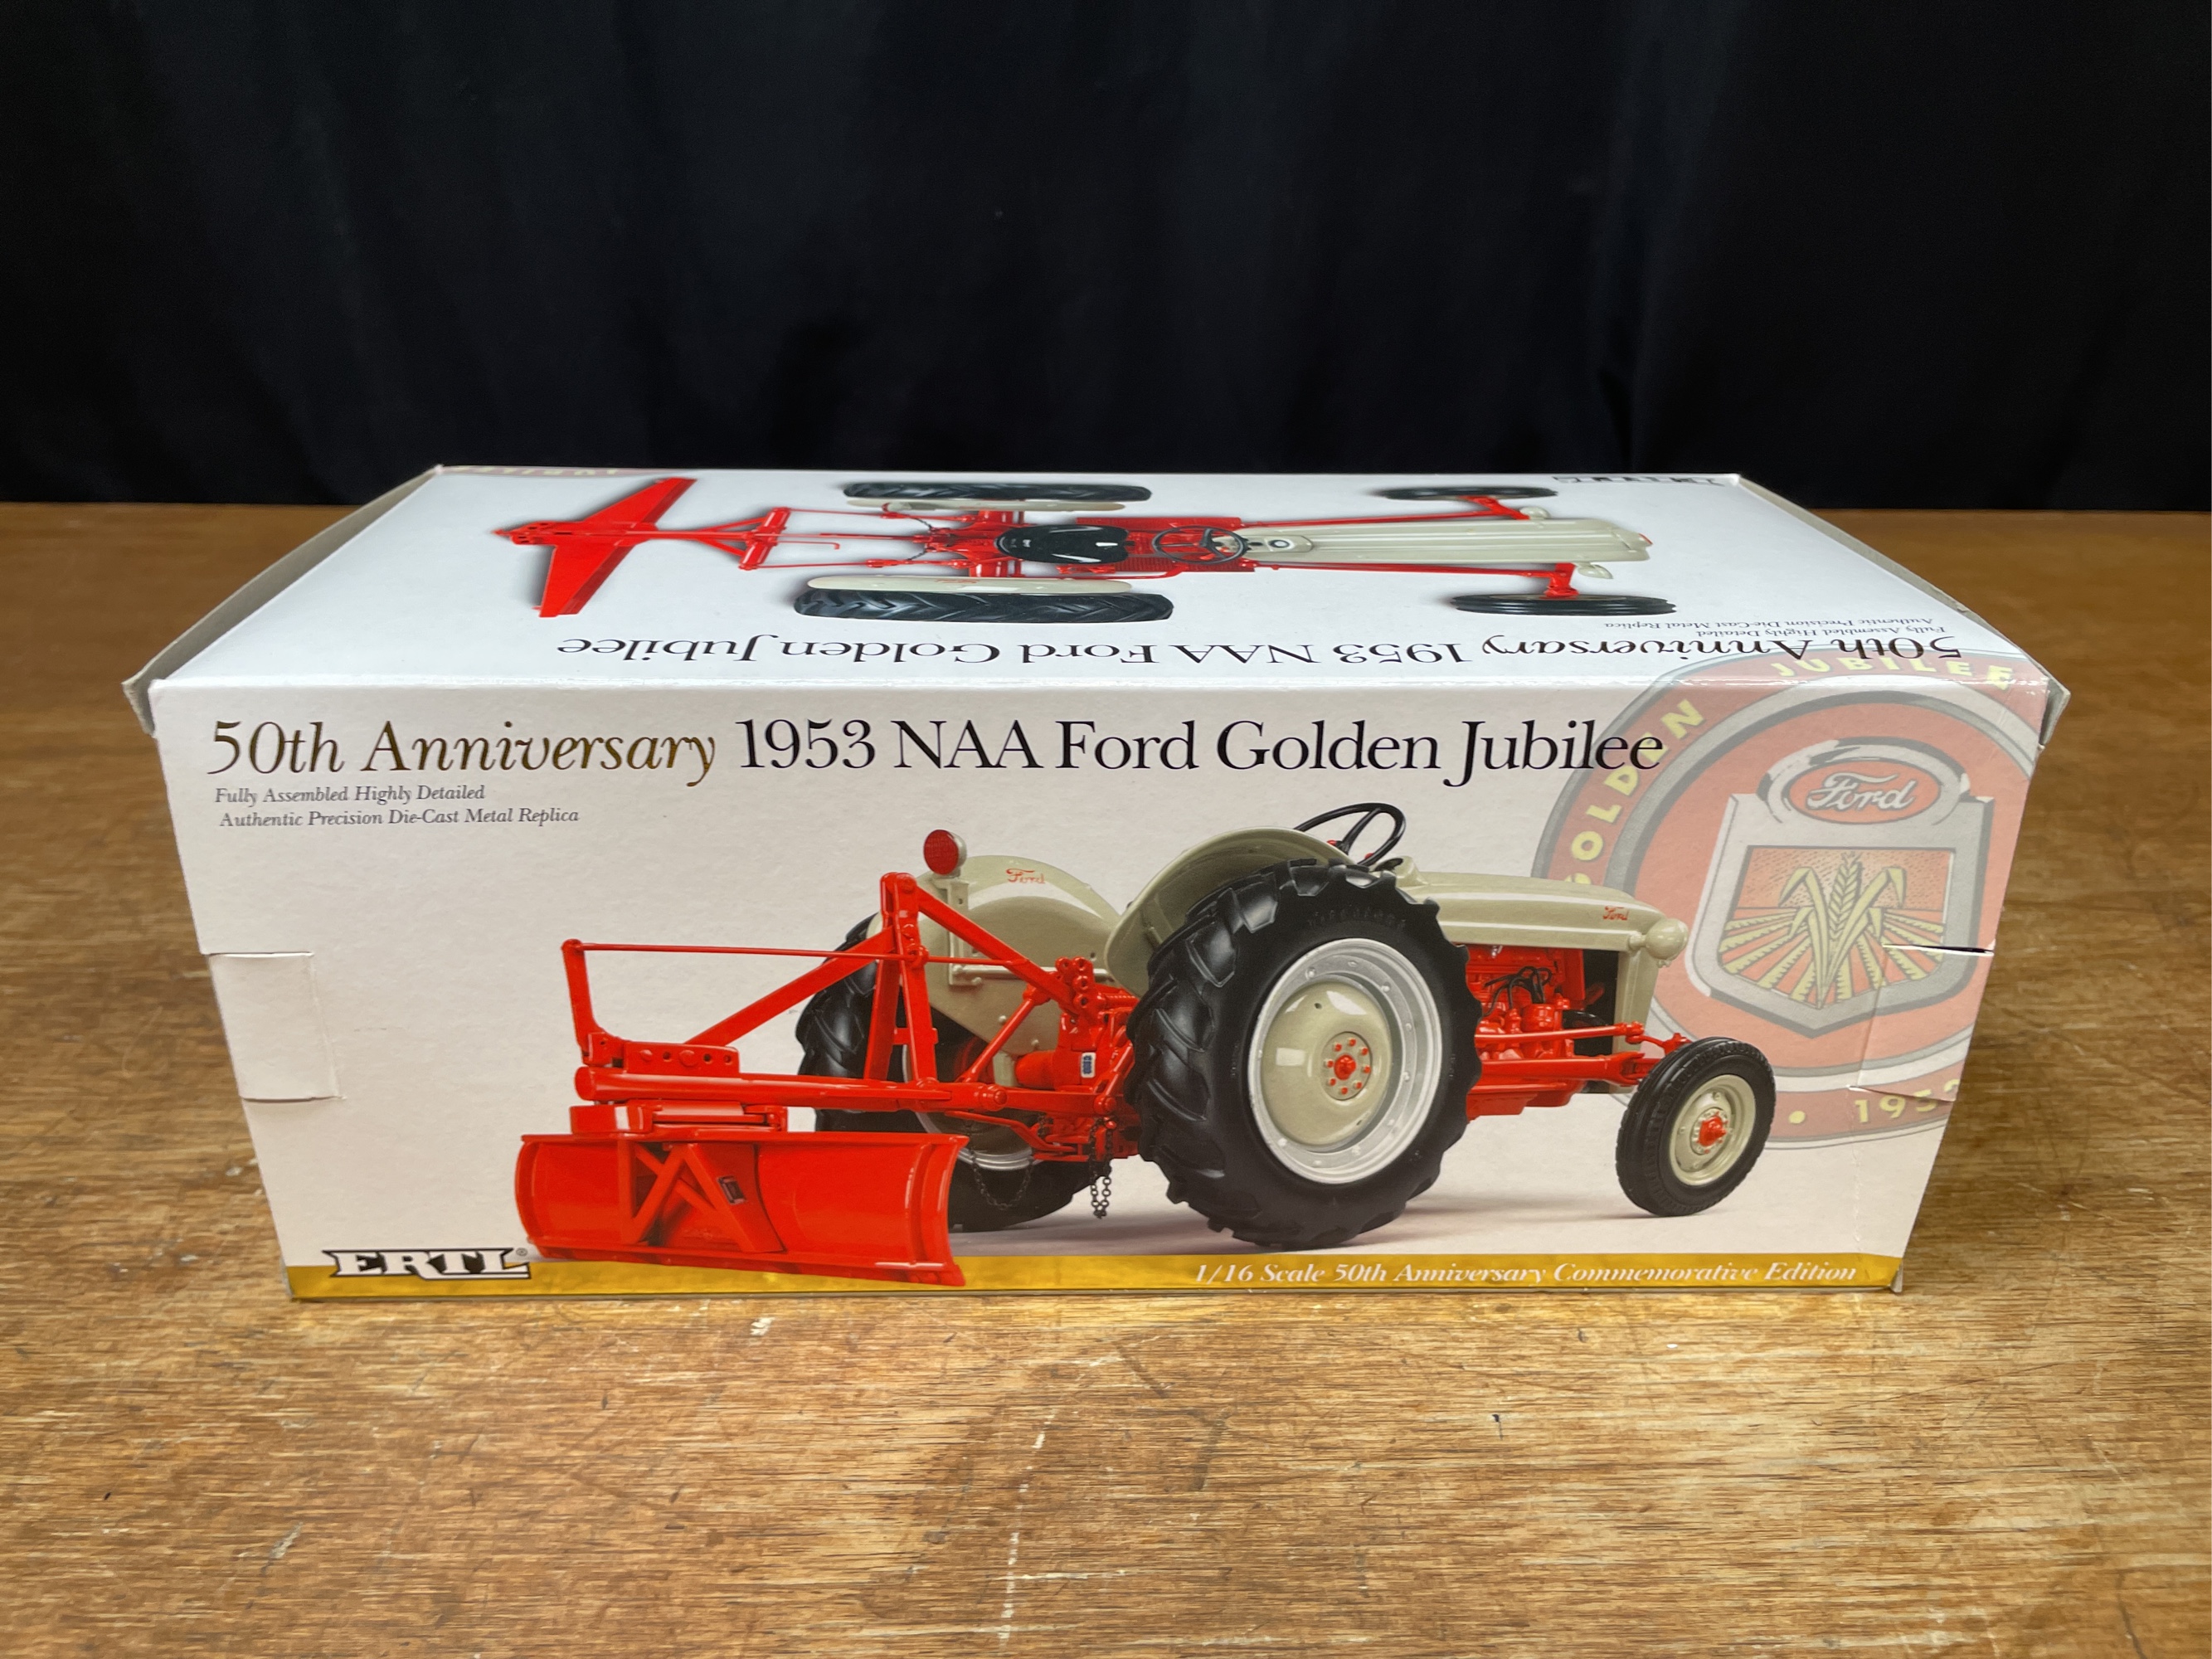 50th Anniversary 1953 NAA Ford Golden Jubilee
Fully Assembled Highly Detailed
Authentic Precision Die-Cast Metal Replica
50th Anniversary 1953 NAA Ford Golden Jubilee
Fully Assembled Highly Detailed
Authentic Precision Die-Cast Metal Replica
GOLDEN JUBILEE
Ford
Ford
Ford
ERTL®
1/16 Scale 50th Anniversary Commemorative Edition